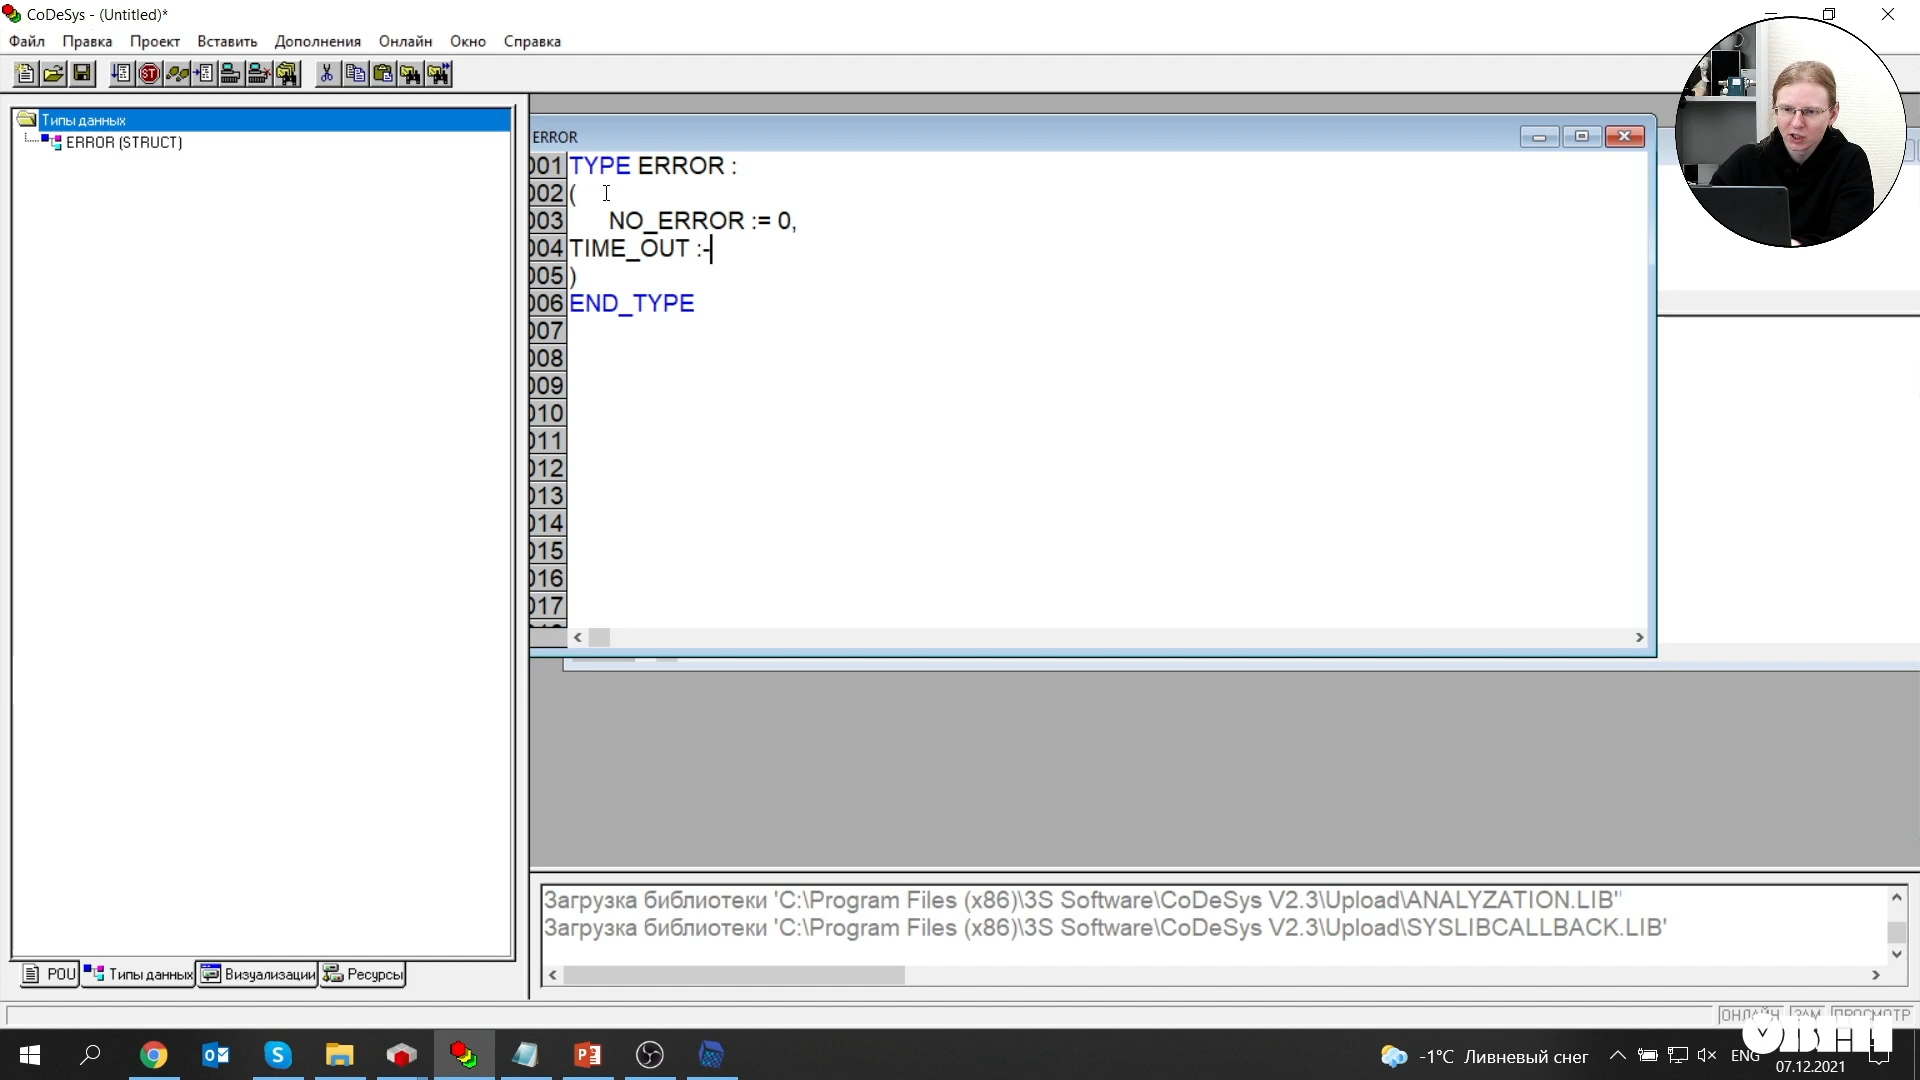 CoDeSys - (Untitled)*
Файл Правка Проект Вставить Дополнения Онлайн Окно Справка
Типы данных
ERROR (STRUCT)
ERROR
001 TYPE ERROR :
002 (
003 NO_ERROR := 0,
004 TIME_OUT :-
005 )
006 END_TYPE
007
008
009
010
011
012
013
014
015
016
017
Загрузка библиотеки 'C:\Program Files (x86)\3S Software\CoDeSys V2.3\Upload\ANALYZATION.LIB"
Загрузка библиотеки 'C:\Program Files (x86)\3S Software\CoDeSys V2.3\Upload\SYSLIBCALLBACK.LIB'
POU Типы данных Визуализации Ресурсы
ОНЛАЙН ЗАМ ПРОСМОТР
ОВЕН
-1°C Ливневый снег ENG
07.12.2021